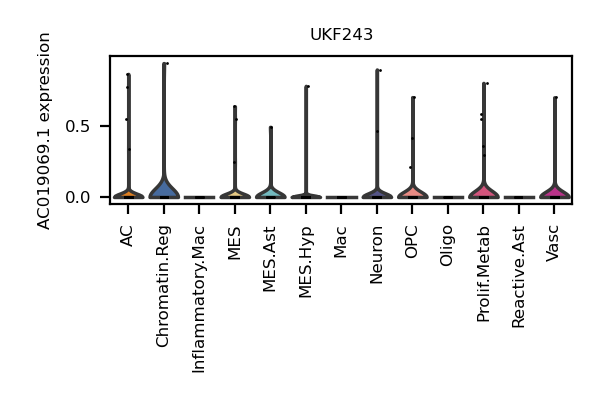 UKF243
AC019069.1 expression
0.5
0.0
AC
Chromatin.Reg
Inflammatory.Mac
MES
MES.Ast
MES.Hyp
Mac
Neuron
OPC
Oligo
Prolif.Metab
Reactive.Ast
Vasc